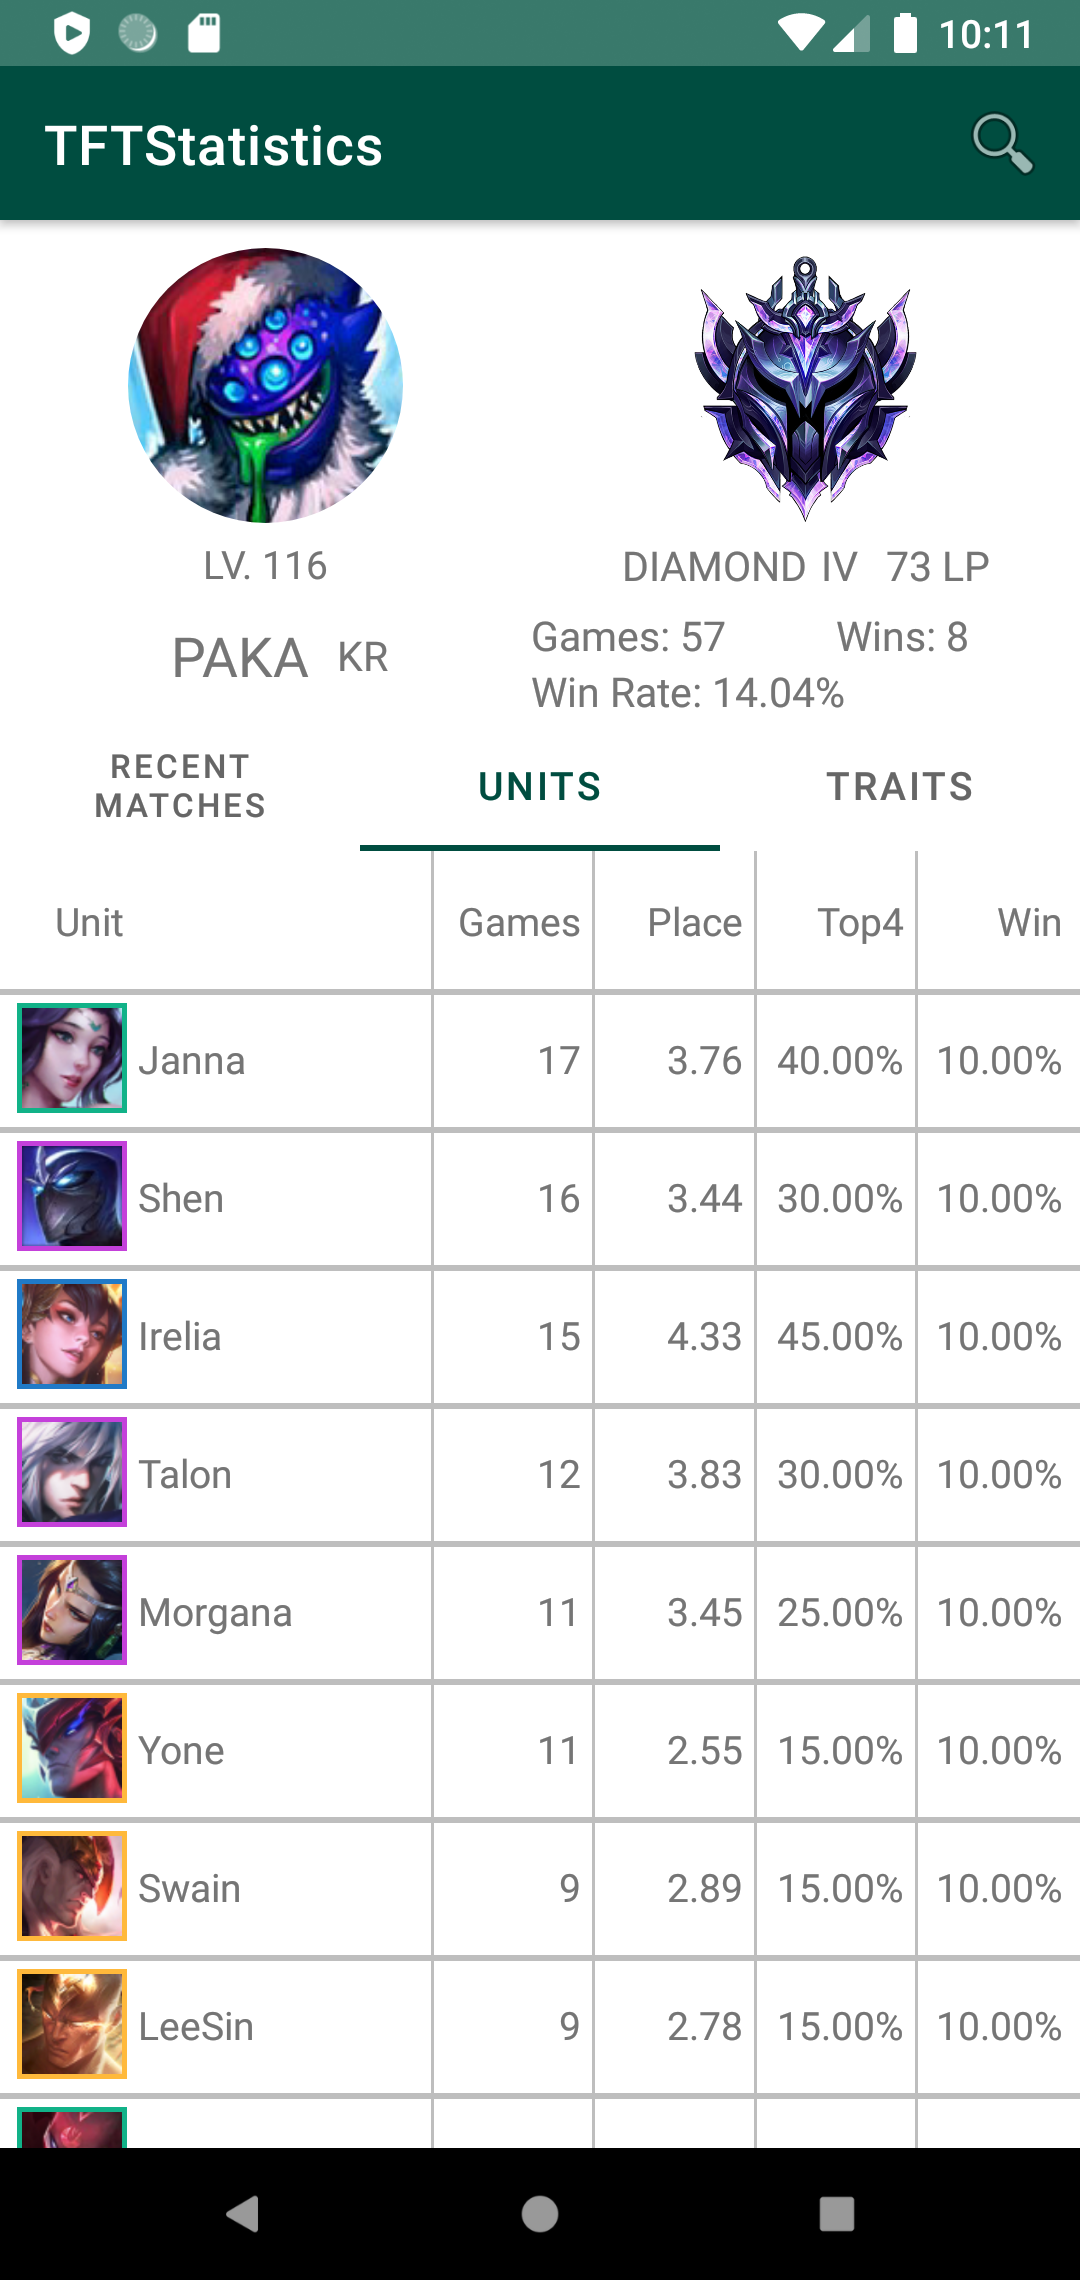 10:11
TFTStatistics
LV. 116
DIAMOND IV 73 LP
PAKA KR
Games: 57 Wins: 8
Win Rate: 14.04%
RECENT
MATCHES
UNITS
TRAITS
Unit Games Place Top4 Win
Janna 17 3.76 40.00% 10.00%
Shen 16 3.44 30.00% 10.00%
Irelia 15 4.33 45.00% 10.00%
Talon 12 3.83 30.00% 10.00%
Morgana 11 3.45 25.00% 10.00%
Yone 11 2.55 15.00% 10.00%
Swain 9 2.89 15.00% 10.00%
LeeSin 9 2.78 15.00% 10.00%